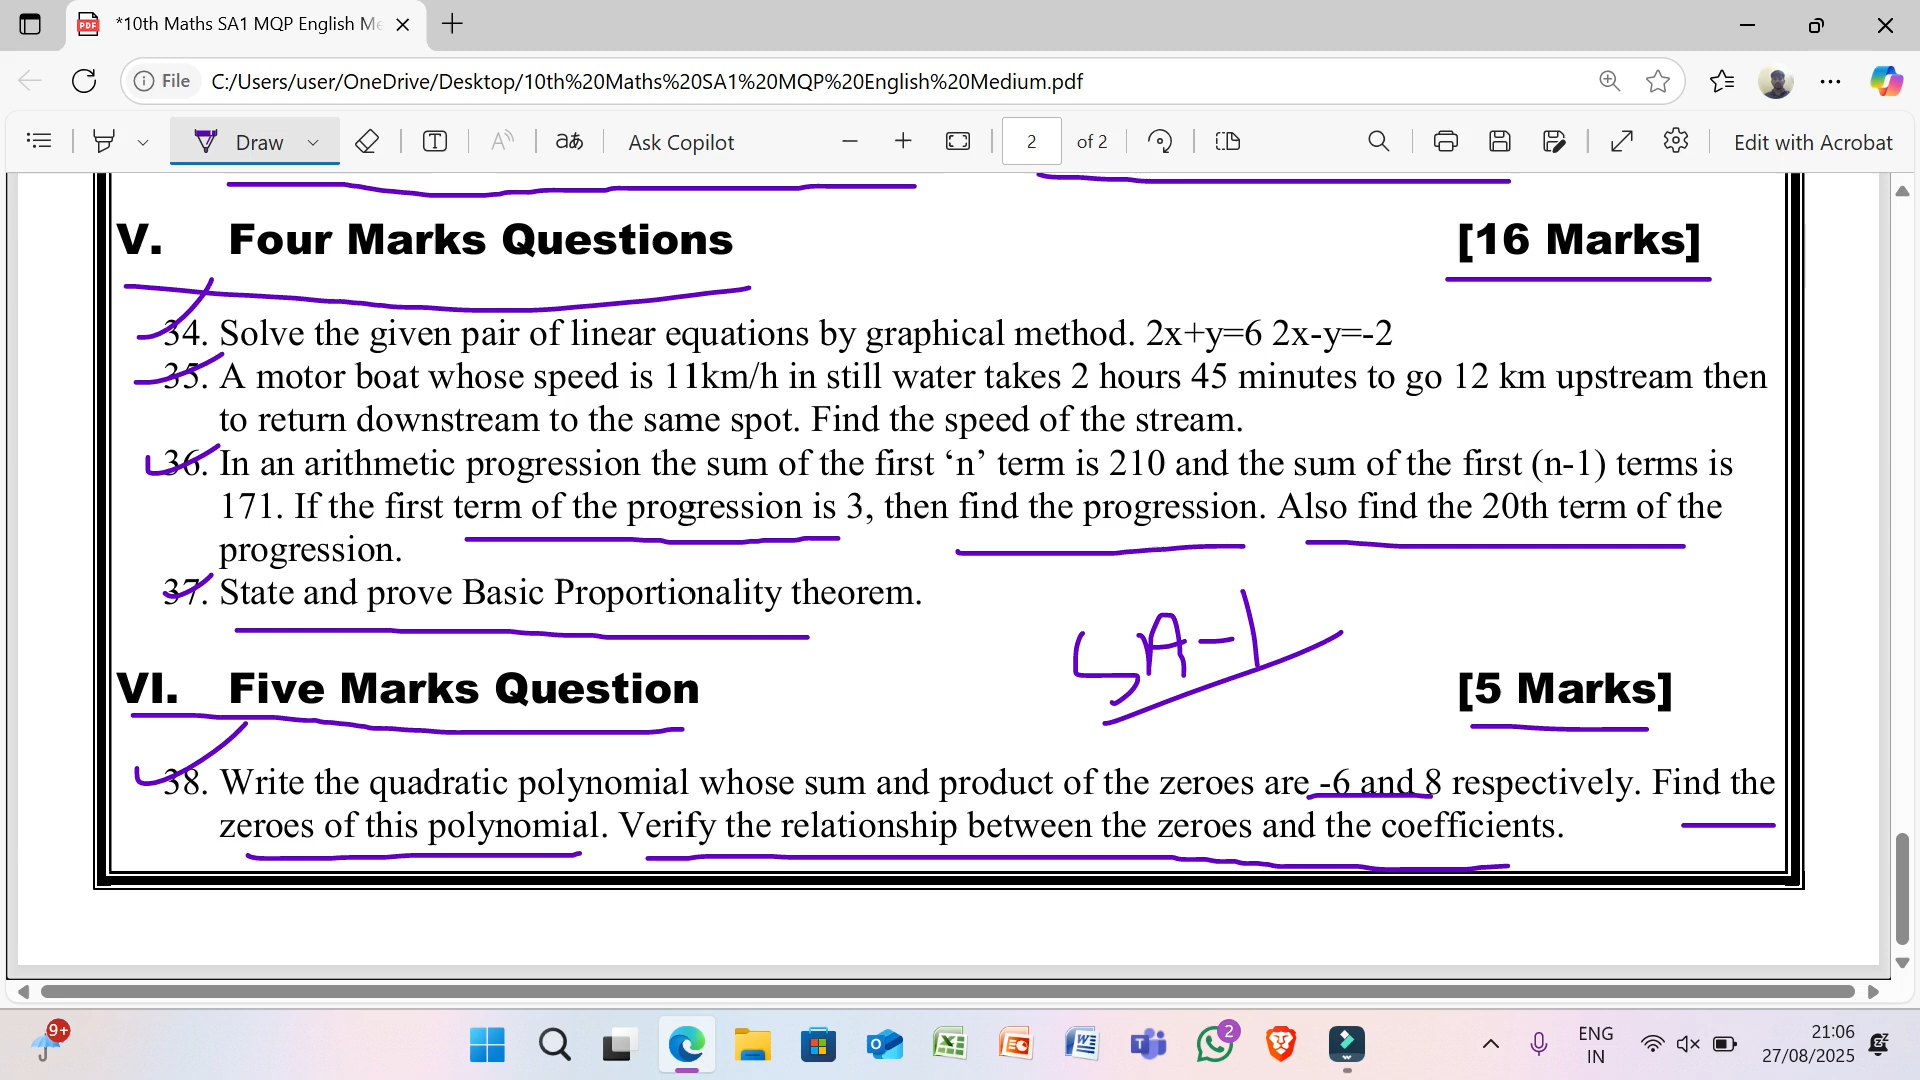 *10th Maths SA1 MQP English Me
File C:/Users/user/OneDrive/Desktop/10th%20Maths%20SA1%20MQP%20English%20Medium.pdf
Draw Ask Copilot 2 of 2 Edit with Acrobat
V. Four Marks Questions [16 Marks]
34. Solve the given pair of linear equations by graphical method. 2x+y=6 2x-y=-2
35. A motor boat whose speed is 11km/h in still water takes 2 hours 45 minutes to go 12 km upstream then
to return downstream to the same spot. Find the speed of the stream.
36. In an arithmetic progression the sum of the first ‘n’ term is 210 and the sum of the first (n-1) terms is
171. If the first term of the progression is 3, then find the progression. Also find the 20th term of the
progression.
37. State and prove Basic Proportionality theorem.
SA-1
VI. Five Marks Question [5 Marks]
38. Write the quadratic polynomial whose sum and product of the zeroes are -6 and 8 respectively. Find the
zeroes of this polynomial. Verify the relationship between the zeroes and the coefficients.
9+
2
ENG
IN
21:06
27/08/2025